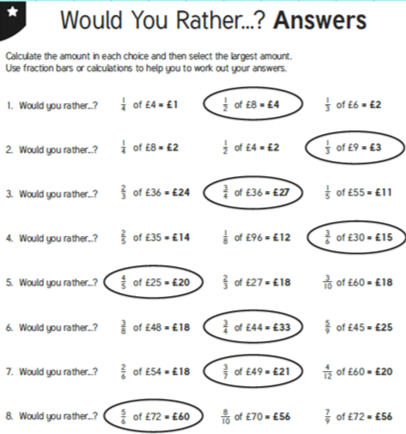 Would You Rather...? Answers
Calculate the amount in each choice and then select the largest amount.
Use fraction bars or calculations to help you to work out your answers.
1. Would you rather...? 1/4 of £4 = £1 1/2 of £8 = £4 1/3 of £6 = £2
2. Would you rather...? 1/4 of £8 = £2 1/2 of £4 = £2 1/3 of £9 = £3
3. Would you rather...? 2/3 of £36 = £24 3/4 of £36 = £27 1/5 of £55 = £11
4. Would you rather...? 2/5 of £35 = £14 1/8 of £96 = £12 3/6 of £30 = £15
5. Would you rather...? 4/5 of £25 = £20 2/3 of £27 = £18 3/10 of £60 = £18
6. Would you rather...? 3/8 of £48 = £18 3/4 of £44 = £33 5/9 of £45 = £25
7. Would you rather...? 2/6 of £54 = £18 3/7 of £49 = £21 4/12 of £60 = £20
8. Would you rather...? 5/6 of £72 = £60 8/10 of £70 = £56 7/9 of £72 = £56